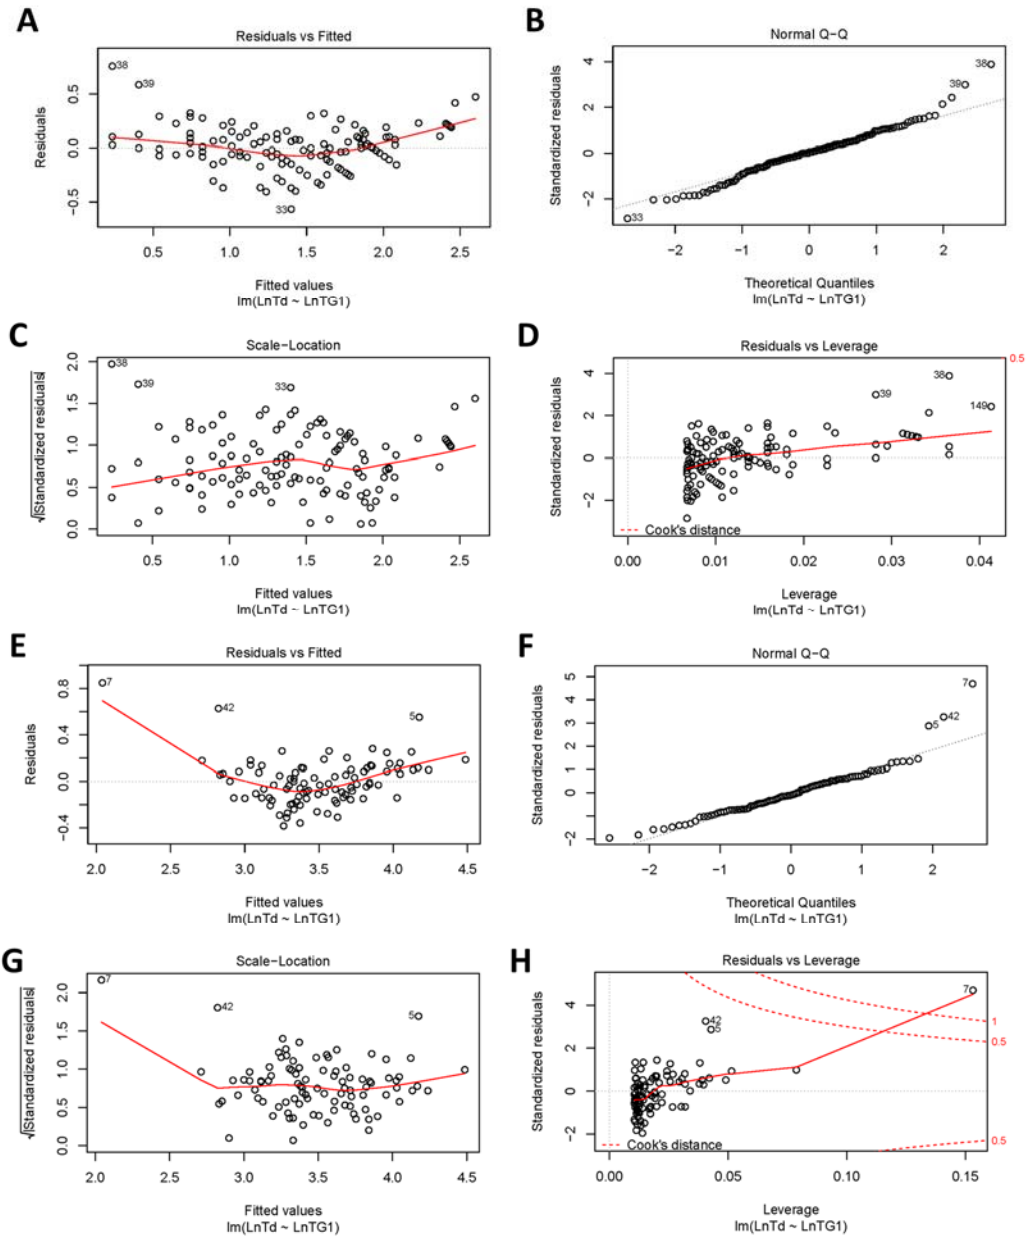 A
Residuals vs Fitted
38
39
33
Residuals
0.5
0.0
−0.5
0.5 1.0 1.5 2.0 2.5
Fitted values
lm(LnTd ~ LnTG1)
B
Normal Q−Q
38
39
33
Standardized residuals
4
2
0
−2
−2 −1 0 1 2
Theoretical Quantiles
lm(LnTd ~ LnTG1)
C
Scale−Location
38
39
33
√|Standardized residuals|
2.0
1.5
1.0
0.5
0.0
0.5 1.0 1.5 2.0 2.5
Fitted values
lm(LnTd ~ LnTG1)
D
Residuals vs Leverage
0.5
38
39
149
Standardized residuals
4
2
0
−2
Cook's distance
0.00 0.01 0.02 0.03 0.04
Leverage
lm(LnTd ~ LnTG1)
E
Residuals vs Fitted
7
42
5
Residuals
0.8
0.4
0.0
−0.4
2.0 2.5 3.0 3.5 4.0 4.5
Fitted values
lm(LnTd ~ LnTG1)
F
Normal Q−Q
7
42
5
Standardized residuals
5
4
3
2
1
0
−2
−2 −1 0 1 2
Theoretical Quantiles
lm(LnTd ~ LnTG1)
G
Scale−Location
7
42
5
√|Standardized residuals|
2.0
1.5
1.0
0.5
0.0
2.0 2.5 3.0 3.5 4.0 4.5
Fitted values
lm(LnTd ~ LnTG1)
H
Residuals vs Leverage
7
42
5
1
0.5
0.5
Standardized residuals
4
2
0
−2
Cook's distance
0.00 0.05 0.10 0.15
Leverage
lm(LnTd ~ LnTG1)